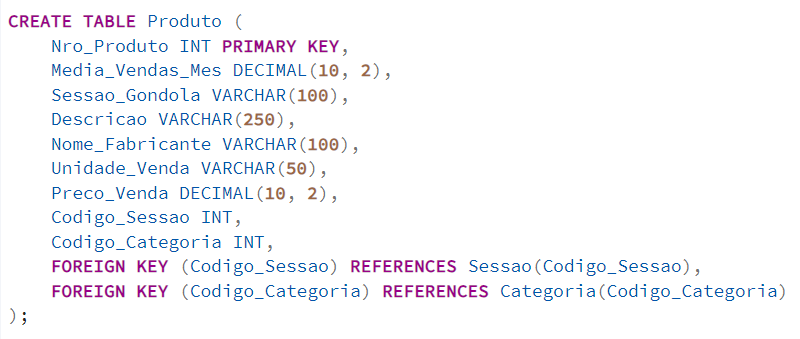 CREATE TABLE Produto (
    Nro_Produto INT PRIMARY KEY,
    Media_Vendas_Mes DECIMAL(10, 2),
    Sessao_Gondola VARCHAR(100),
    Descricao VARCHAR(250),
    Nome_Fabricante VARCHAR(100),
    Unidade_Venda VARCHAR(50),
    Preco_Venda DECIMAL(10, 2),
    Codigo_Sessao INT,
    Codigo_Categoria INT,
    FOREIGN KEY (Codigo_Sessao) REFERENCES Sessao(Codigo_Sessao),
    FOREIGN KEY (Codigo_Categoria) REFERENCES Categoria(Codigo_Categoria)
);